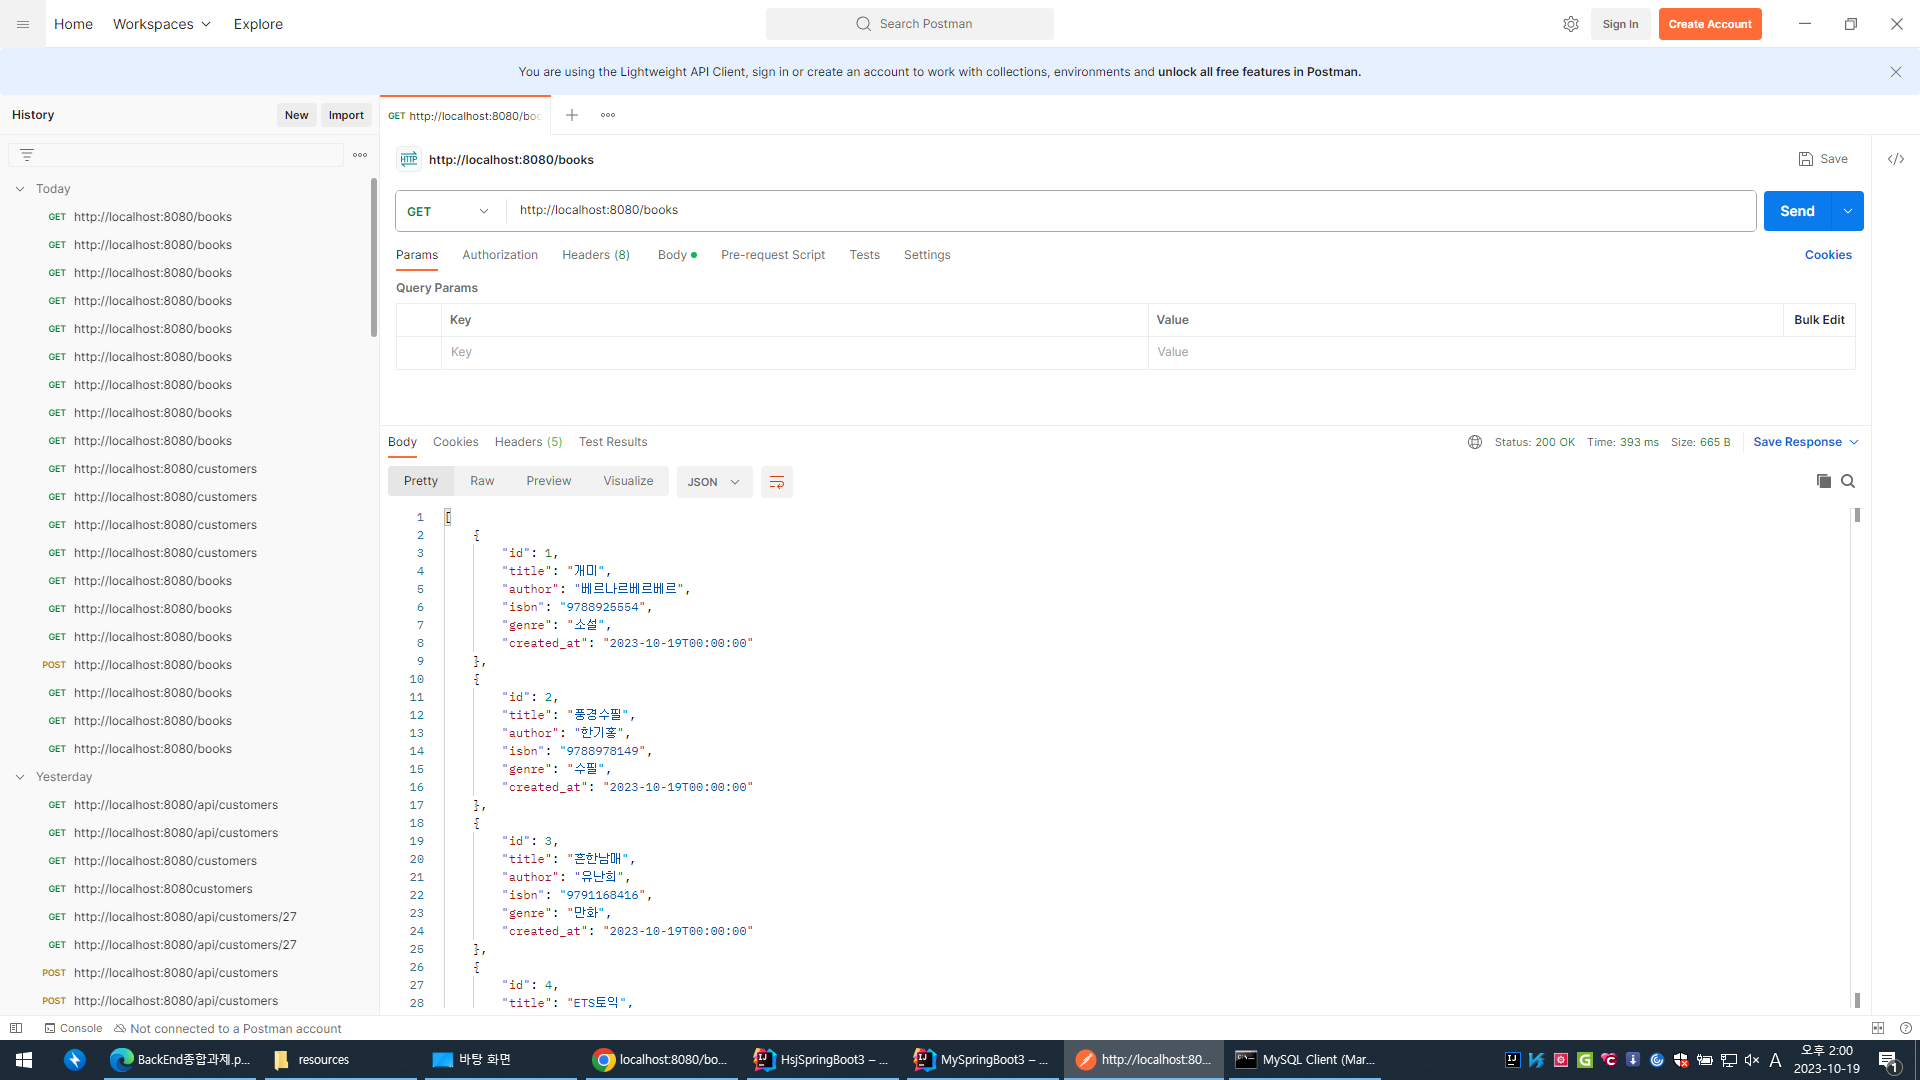 Home Workspaces Explore Search Postman Sign In Create Account
You are using the Lightweight API Client, sign in or create an account to work with collections, environments and unlock all free features in Postman.
History New Import
GET http://localhost:8080/boo
http://localhost:8080/books Save
GET http://localhost:8080/books Send
Params Authorization Headers (8) Body Pre-request Script Tests Settings Cookies
Query Params
Key Value Bulk Edit
Key Value
Today
GET http://localhost:8080/books
GET http://localhost:8080/books
GET http://localhost:8080/books
GET http://localhost:8080/books
GET http://localhost:8080/books
GET http://localhost:8080/books
GET http://localhost:8080/books
GET http://localhost:8080/books
GET http://localhost:8080/books
GET http://localhost:8080/customers
GET http://localhost:8080/customers
GET http://localhost:8080/customers
GET http://localhost:8080/customers
GET http://localhost:8080/books
GET http://localhost:8080/books
GET http://localhost:8080/books
POST http://localhost:8080/books
GET http://localhost:8080/books
GET http://localhost:8080/books
GET http://localhost:8080/books
Yesterday
GET http://localhost:8080/api/customers
GET http://localhost:8080/api/customers
GET http://localhost:8080/customers
GET http://localhost:8080customers
GET http://localhost:8080/api/customers/27
GET http://localhost:8080/api/customers/27
POST http://localhost:8080/api/customers
POST http://localhost:8080/api/customers
Body Cookies Headers (5) Test Results Status: 200 OK Time: 393 ms Size: 665 B Save Response
Pretty Raw Preview Visualize JSON
1 [
2 {
3 "id": 1,
4 "title": "개미",
5 "author": "베르나르베르베르",
6 "isbn": "9788925554",
7 "genre": "소설",
8 "created_at": "2023-10-19T00:00:00"
9 },
10 {
11 "id": 2,
12 "title": "풍경수필",
13 "author": "한기홍",
14 "isbn": "9788978149",
15 "genre": "수필",
16 "created_at": "2023-10-19T00:00:00"
17 },
18 {
19 "id": 3,
20 "title": "흔한남매",
21 "author": "유난희",
22 "isbn": "9791168416",
23 "genre": "만화",
24 "created_at": "2023-10-19T00:00:00"
25 },
26 {
27 "id": 4,
28 "title": "ETS토익",
Console Not connected to a Postman account
BackEnd종합과제.p... resources 바탕 화면 localhost:8080/bo... HsjSpringBoot3 – ... MySpringBoot3 – ... http://localhost:80... MySQL Client (Mar... A 오후 2:00
2023-10-19 1